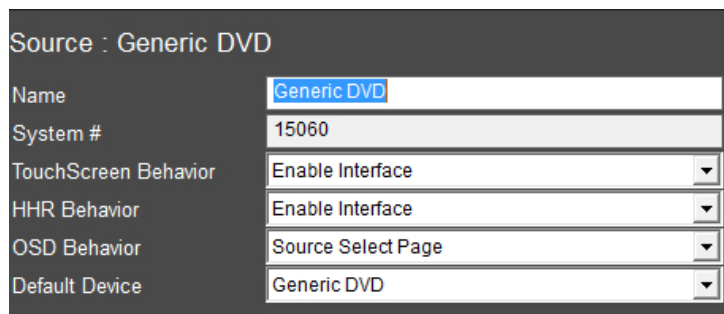 Source : Generic DVD
Name Generic DVD
System # 15060
TouchScreen Behavior Enable Interface
HHR Behavior Enable Interface
OSD Behavior Source Select Page
Default Device Generic DVD